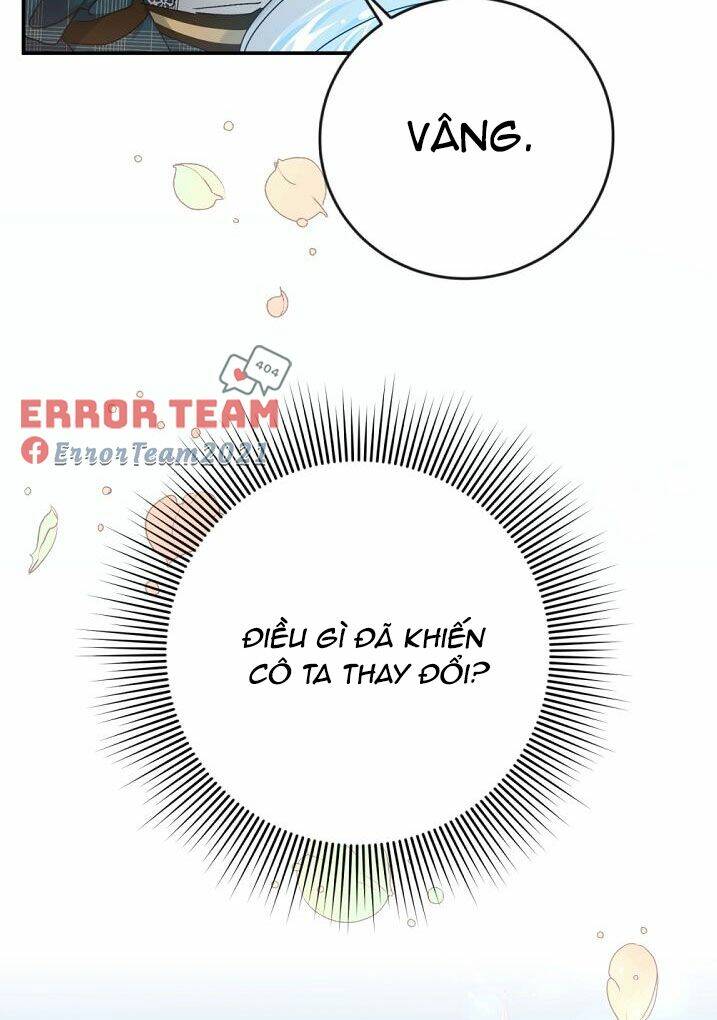 VÂNG.
404
ERROR TEAM
ErrorTeam2021
ĐIỀU GÌ ĐÃ KHIẾN
CÔ TA THAY ĐỔI?